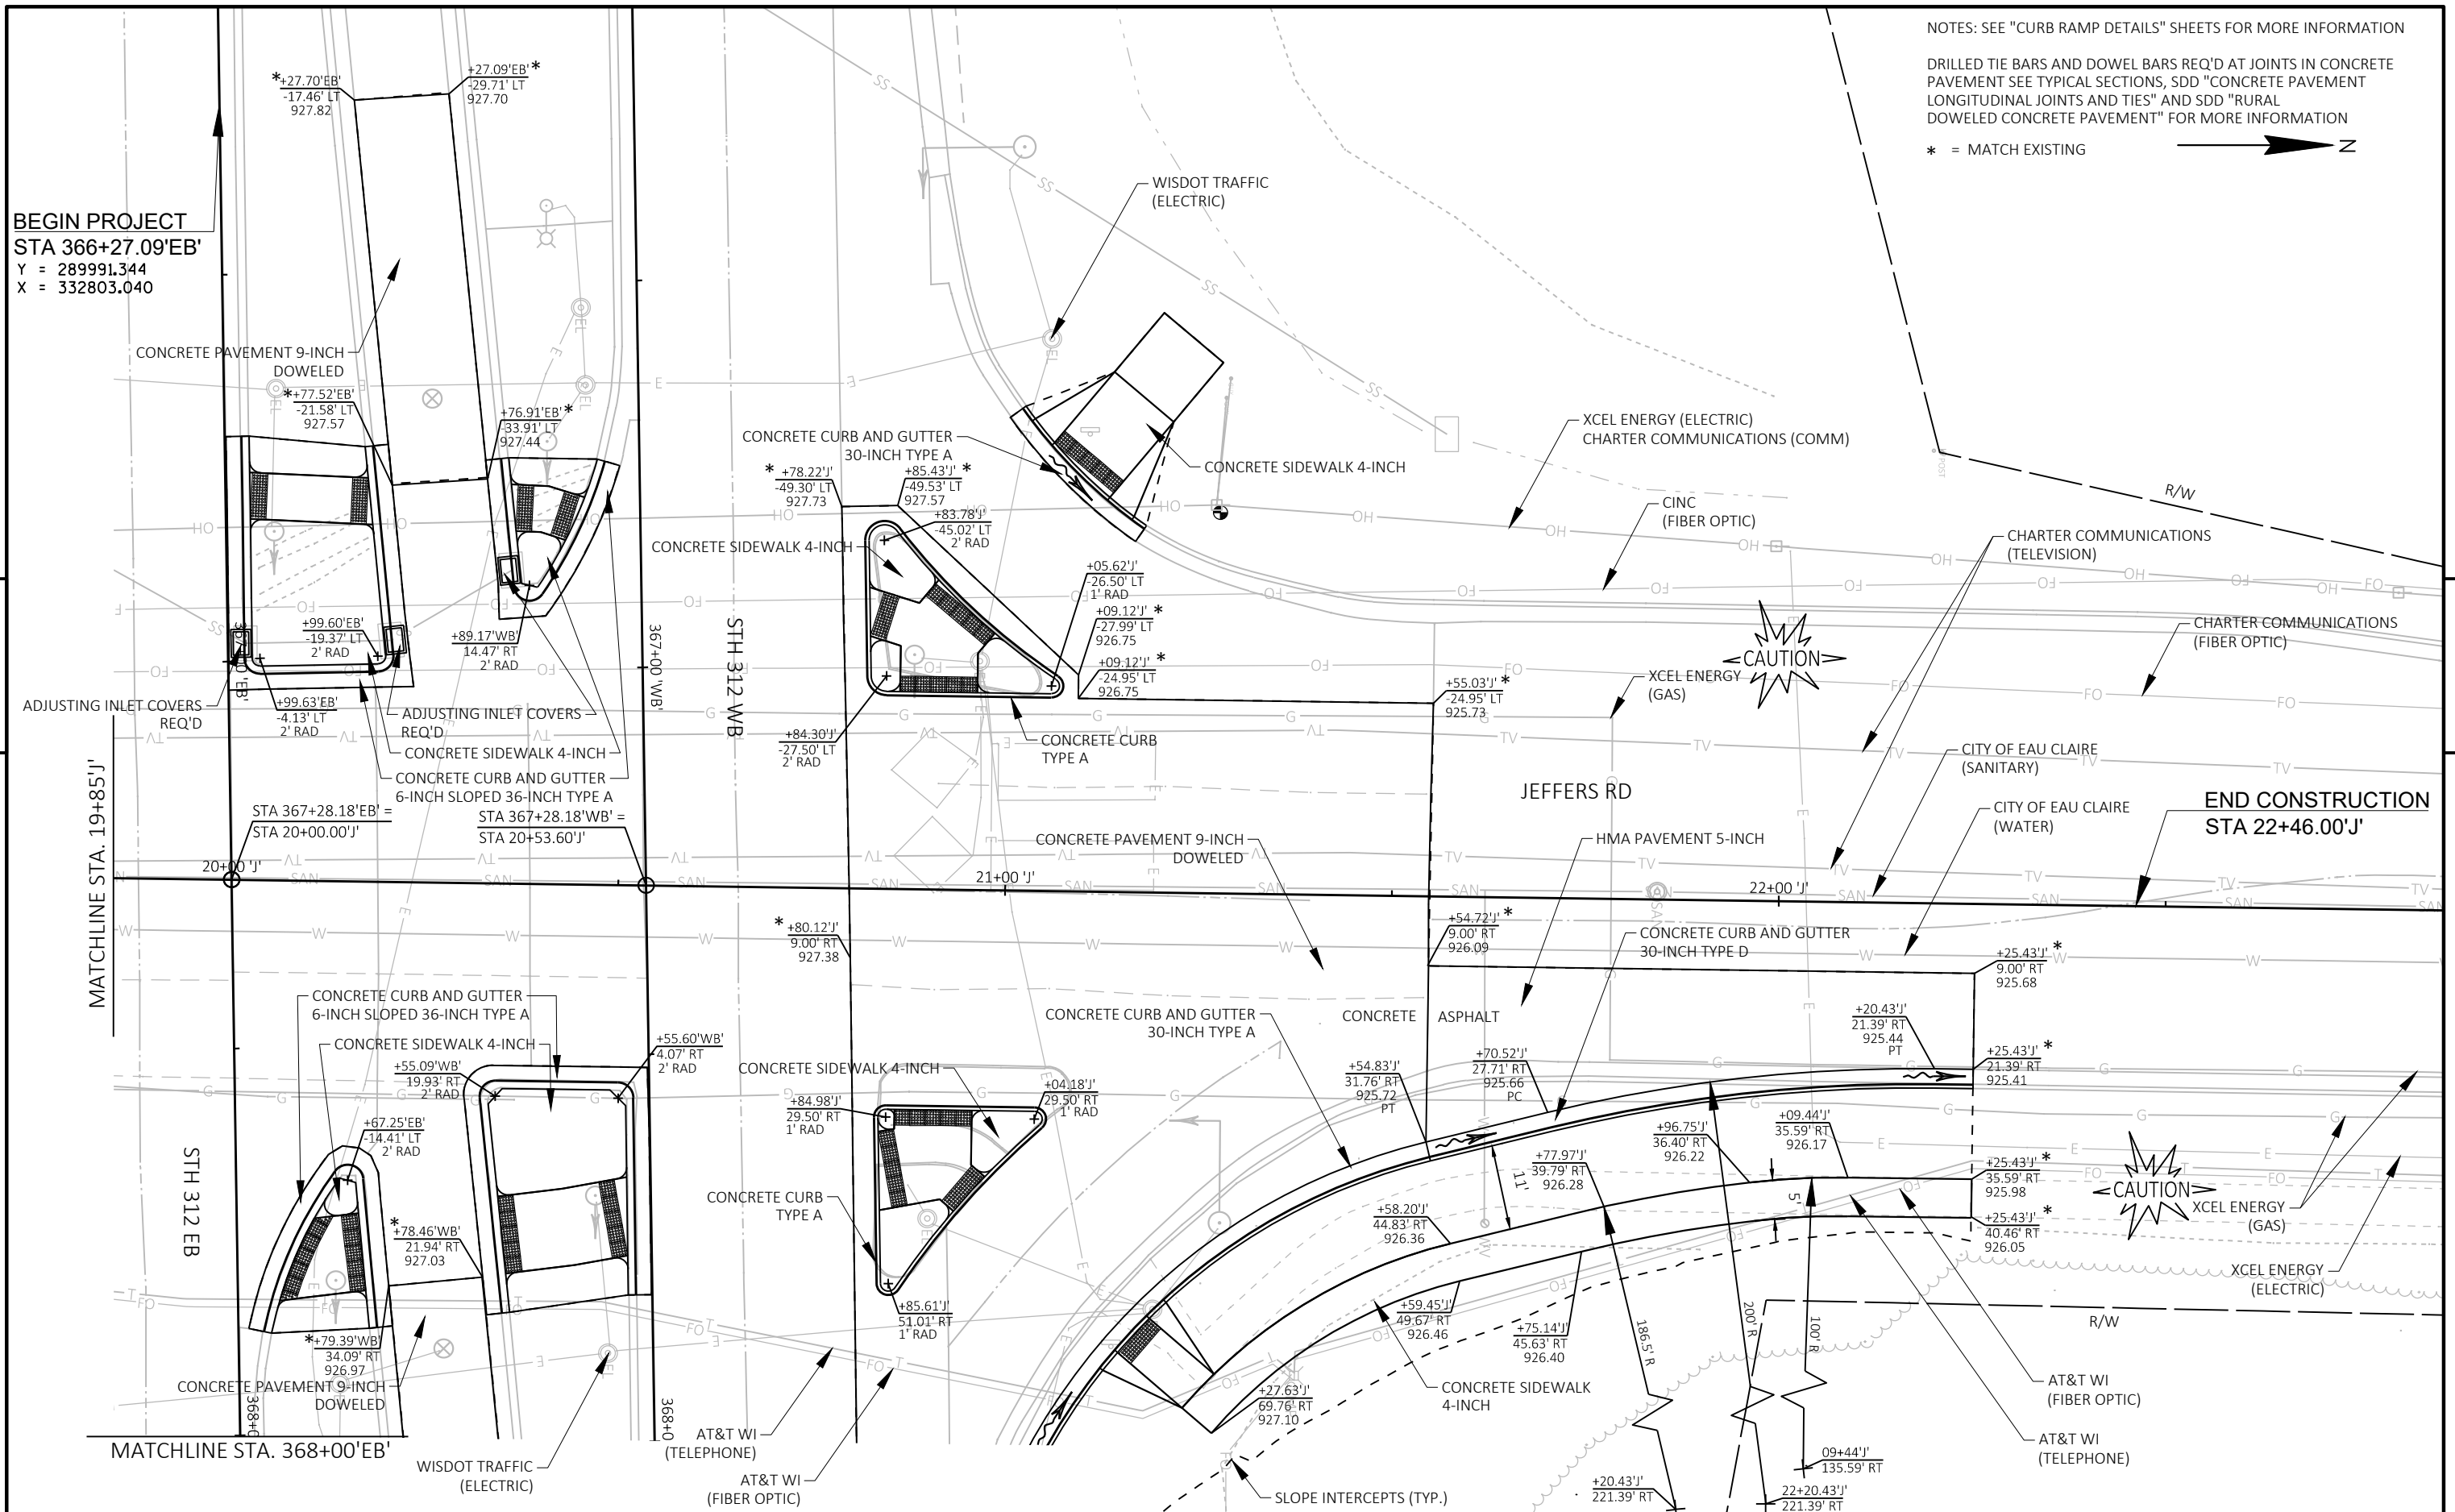 NOTES: SEE "CURB RAMP DETAILS" SHEETS FOR MORE INFORMATION
DRILLED TIE BARS AND DOWEL BARS REQ'D AT JOINTS IN CONCRETE
PAVEMENT SEE TYPICAL SECTIONS, SDD "CONCRETE PAVEMENT
LONGITUDINAL JOINTS AND TIES" AND SDD "RURAL
DOWELED CONCRETE PAVEMENT" FOR MORE INFORMATION
* = MATCH EXISTING
N
BEGIN PROJECT
STA 366+27.09'EB'
Y = 289991.344
X = 332803.040
*+27.70'EB'
-17.46' LT
927.82
+27.09'EB'*
-29.71' LT
927.70
WISDOT TRAFFIC
(ELECTRIC)
CONCRETE PAVEMENT 9-INCH
DOWELED
*+77.52'EB'
-21.58' LT
927.57
+76.91'EB'*
-33.91' LT
927.44
CONCRETE CURB AND GUTTER
30-INCH TYPE A
* +78.22'J'
-49.30' LT
927.73
+85.43'J' *
-49.53' LT
927.57
CONCRETE SIDEWALK 4-INCH
XCEL ENERGY (ELECTRIC)
CHARTER COMMUNICATIONS (COMM)
R/W
CINC
(FIBER OPTIC)
CHARTER COMMUNICATIONS
(TELEVISION)
+83.78'J'
-45.02' LT
2' RAD
CONCRETE SIDEWALK 4-INCH
+05.62'J'
-26.50' LT
1' RAD
+09.12'J' *
-27.99' LT
926.75
+09.12'J' *
-24.95' LT
926.75
+99.60'EB'
-19.37' LT
2' RAD
+89.17'WB'
14.47' RT
2' RAD
367+00 'WB'
STH 312 WB
CAUTION
CHARTER COMMUNICATIONS
(FIBER OPTIC)
+55.03'J' *
-24.95' LT
925.73
XCEL ENERGY
(GAS)
ADJUSTING INLET COVERS
REQ'D
+99.63'EB'
-4.13' LT
2' RAD
ADJUSTING INLET COVERS
REQ'D
CONCRETE SIDEWALK 4-INCH
CONCRETE CURB AND GUTTER
6-INCH SLOPED 36-INCH TYPE A
+84.30'J'
-27.50' LT
2' RAD
CONCRETE CURB
TYPE A
CITY OF EAU CLAIRE
(SANITARY)
JEFFERS RD
MATCHLINE STA. 19+85'J'
STA 367+28.18'EB' =
STA 20+00.00'J'
STA 367+28.18'WB' =
STA 20+53.60'J'
CONCRETE PAVEMENT 9-INCH
DOWELED
HMA PAVEMENT 5-INCH
CITY OF EAU CLAIRE
(WATER)
END CONSTRUCTION
STA 22+46.00'J'
20+00 'J'
21+00 'J'
22+00 'J'
* +80.12'J'
9.00' RT
927.38
+54.72'J' *
9.00' RT
926.09
CONCRETE CURB AND GUTTER
30-INCH TYPE D
+25.43'J' *
9.00' RT
925.68
CONCRETE CURB AND GUTTER
6-INCH SLOPED 36-INCH TYPE A
CONCRETE SIDEWALK 4-INCH
+55.09'WB'
19.93' RT
2' RAD
+55.60'WB'
4.07' RT
2' RAD
CONCRETE CURB AND GUTTER
30-INCH TYPE A
CONCRETE
ASPHALT
+20.43'J'
21.39' RT
925.44
PT
CONCRETE SIDEWALK 4-INCH
+84.98'J'
29.50' RT
1' RAD
+04.18'J'
29.50' RT
1' RAD
+54.83'J'
31.76' RT
925.72
PT
+70.52'J'
27.71' RT
925.66
PC
+25.43'J' *
21.39' RT
925.41
+67.25'EB'
-14.41' LT
2' RAD
STH 312 EB
+96.75'J'
36.40' RT
926.22
+09.44'J'
35.59' RT
926.17
+77.97'J'
39.79' RT
926.28
11'
5'
+25.43'J' *
35.59' RT
925.98
CAUTION
XCEL ENERGY
(GAS)
CONCRETE CURB
TYPE A
*
+78.46'WB'
21.94' RT
927.03
+58.20'J'
44.83' RT
926.36
+25.43'J' *
40.46' RT
926.05
XCEL ENERGY
(ELECTRIC)
+85.61'J'
51.01' RT
1' RAD
+59.45'J'
49.67' RT
926.46
+75.14'J'
45.63' RT
926.40
186.5' R
200' R
100' R
R/W
*+79.39'WB'
34.09' RT
926.97
CONCRETE PAVEMENT 9-INCH
DOWELED
+27.63'J'
69.76' RT
927.10
CONCRETE SIDEWALK
4-INCH
AT&T WI
(FIBER OPTIC)
368+0
368+0
MATCHLINE STA. 368+00'EB'
WISDOT TRAFFIC
(ELECTRIC)
AT&T WI
(TELEPHONE)
AT&T WI
(FIBER OPTIC)
SLOPE INTERCEPTS (TYP.)
AT&T WI
(TELEPHONE)
09+44'J'
135.59' RT
+20.43'J'
221.39' RT
22+20.43'J'
221.39' RT